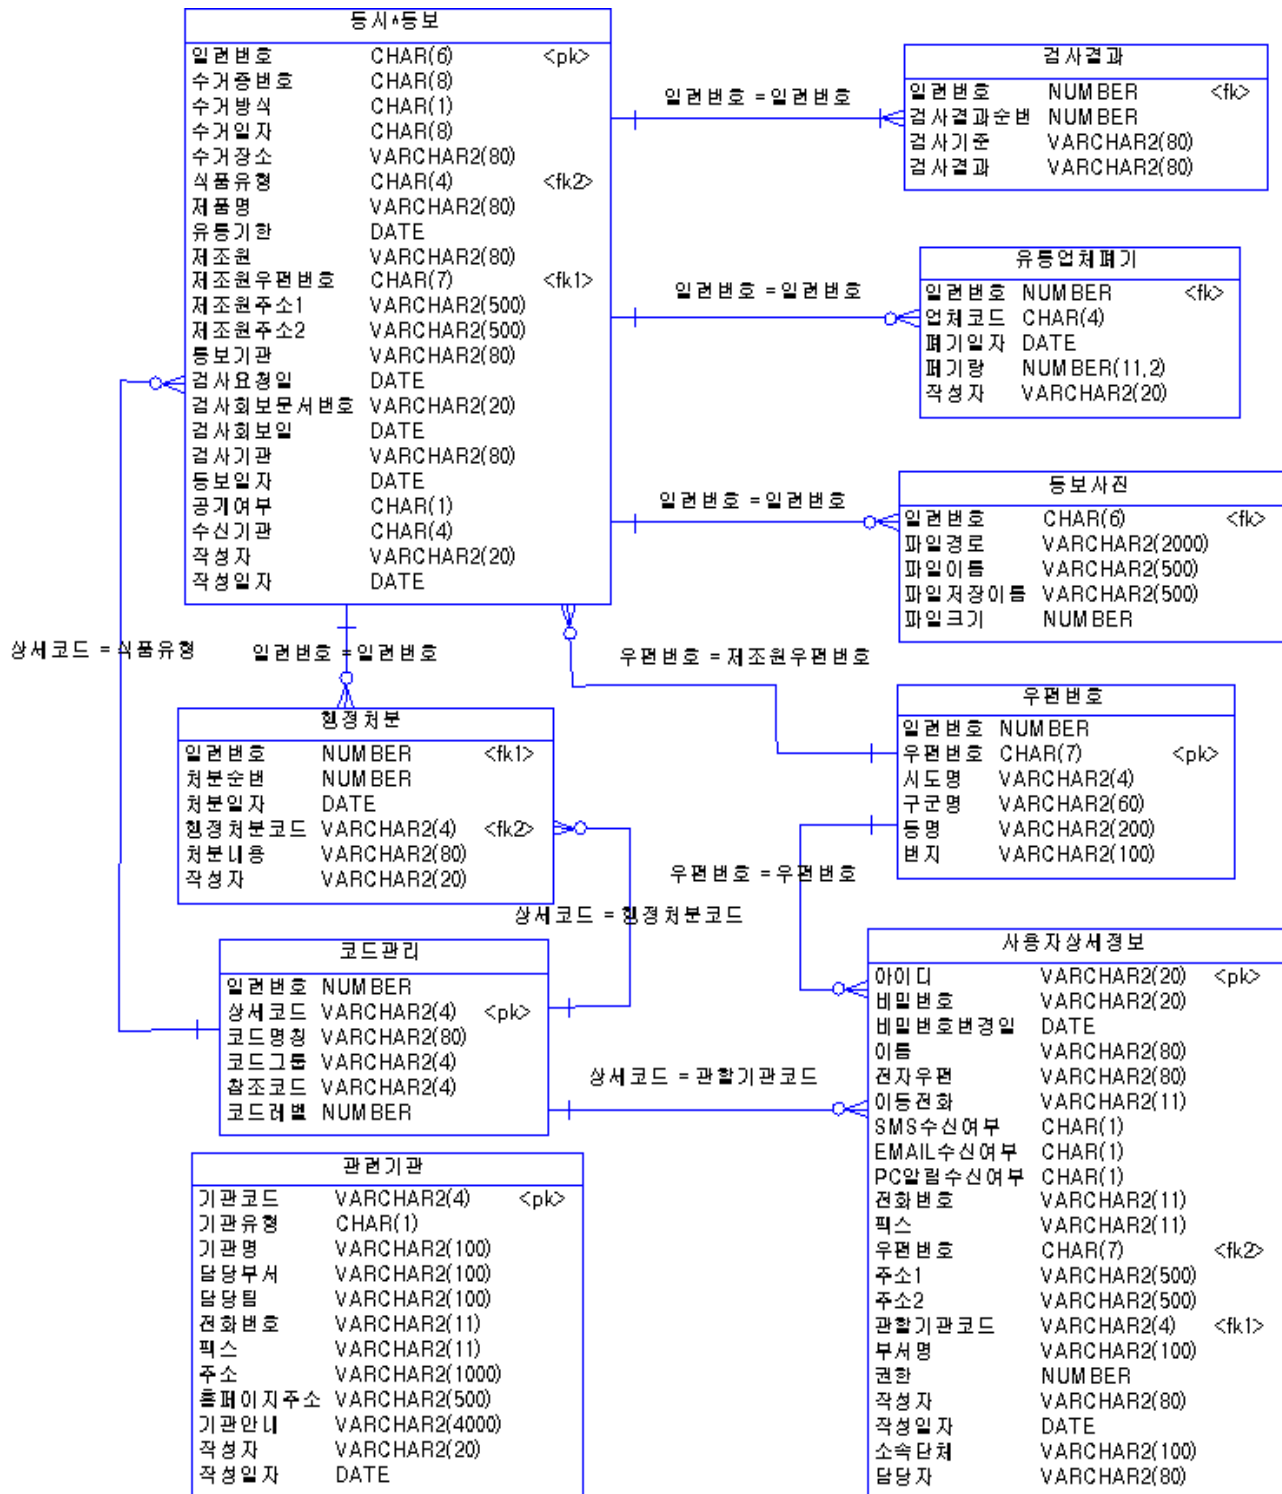 동시^통보
일련번호 CHAR(6) <pk>
수거증번호 CHAR(8)
수거방식 CHAR(1)
수거일자 CHAR(8)
수거장소 VARCHAR2(80)
식품유형 CHAR(4) <fk2>
제품명 VARCHAR2(80)
유통기한 DATE
제조원 VARCHAR2(80)
제조원우편번호 CHAR(7) <fk1>
제조원주소1 VARCHAR2(500)
제조원주소2 VARCHAR2(500)
통보기관 VARCHAR2(80)
검사요청일 DATE
검사회보문서번호 VARCHAR2(20)
검사회보일 DATE
검사기관 VARCHAR2(80)
통보일자 DATE
공개여부 CHAR(1)
수신기관 CHAR(4)
작성자 VARCHAR2(20)
작성일자 DATE
일련번호 = 일련번호
검사결과
일련번호 NUMBER <fk>
검사결과순번 NUMBER
검사기준 VARCHAR2(80)
검사결과 VARCHAR2(80)
일련번호 = 일련번호
유통업체폐기
일련번호 NUMBER <fk>
업체코드 CHAR(4)
폐기일자 DATE
폐기량 NUMBER(11,2)
작성자 VARCHAR2(20)
일련번호 = 일련번호
통보사진
일련번호 CHAR(6) <fk>
파일경로 VARCHAR2(2000)
파일이름 VARCHAR2(500)
파일저장이름 VARCHAR2(500)
파일크기 NUMBER
상세코드 = 식품유형
일련번호 = 일련번호
우편번호 = 제조원우편번호
행정처분
일련번호 NUMBER <fk1>
처분순번 NUMBER
처분일자 DATE
행정처분코드 VARCHAR2(4) <fk2>
처분내용 VARCHAR2(80)
작성자 VARCHAR2(20)
우편번호
일련번호 NUMBER
우편번호 CHAR(7) <pk>
시도명 VARCHAR2(4)
구군명 VARCHAR2(60)
동명 VARCHAR2(200)
번지 VARCHAR2(100)
우편번호 = 우편번호
상세코드 = 행정처분코드
코드관리
일련번호 NUMBER
상세코드 VARCHAR2(4) <pk>
코드명칭 VARCHAR2(80)
코드그룹 VARCHAR2(4)
참조코드 VARCHAR2(4)
코드레벨 NUMBER
상세코드 = 관할기관코드
사용자상세정보
아이디 VARCHAR2(20) <pk>
비밀번호 VARCHAR2(20)
비밀번호변경일 DATE
이름 VARCHAR2(80)
전자우편 VARCHAR2(80)
이동전화 VARCHAR2(11)
SMS수신여부 CHAR(1)
EMAIL수신여부 CHAR(1)
PC알림수신여부 CHAR(1)
전화번호 VARCHAR2(11)
팩스 VARCHAR2(11)
우편번호 CHAR(7) <fk2>
주소1 VARCHAR2(500)
주소2 VARCHAR2(500)
관할기관코드 VARCHAR2(4) <fk1>
부서명 VARCHAR2(100)
권한 NUMBER
작성자 VARCHAR2(80)
작성일자 DATE
소속단체 VARCHAR2(100)
담당자 VARCHAR2(80)
관련기관
기관코드 VARCHAR2(4) <pk>
기관유형 CHAR(1)
기관명 VARCHAR2(100)
담당부서 VARCHAR2(100)
담당팀 VARCHAR2(100)
전화번호 VARCHAR2(11)
팩스 VARCHAR2(11)
주소 VARCHAR2(1000)
홈페이지주소 VARCHAR2(500)
기관안내 VARCHAR2(4000)
작성자 VARCHAR2(20)
작성일자 DATE